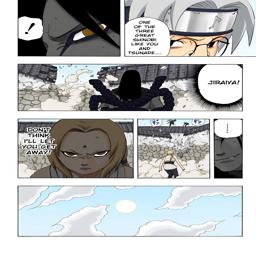 !
ONE
OF THE
THREE
GREAT
SHINOBI
LIKE YOU
AND
TSUNADE...
JIRAIYA!
!
DON'T
THINK
I'LL LET
YOU GET
AWAY!
...